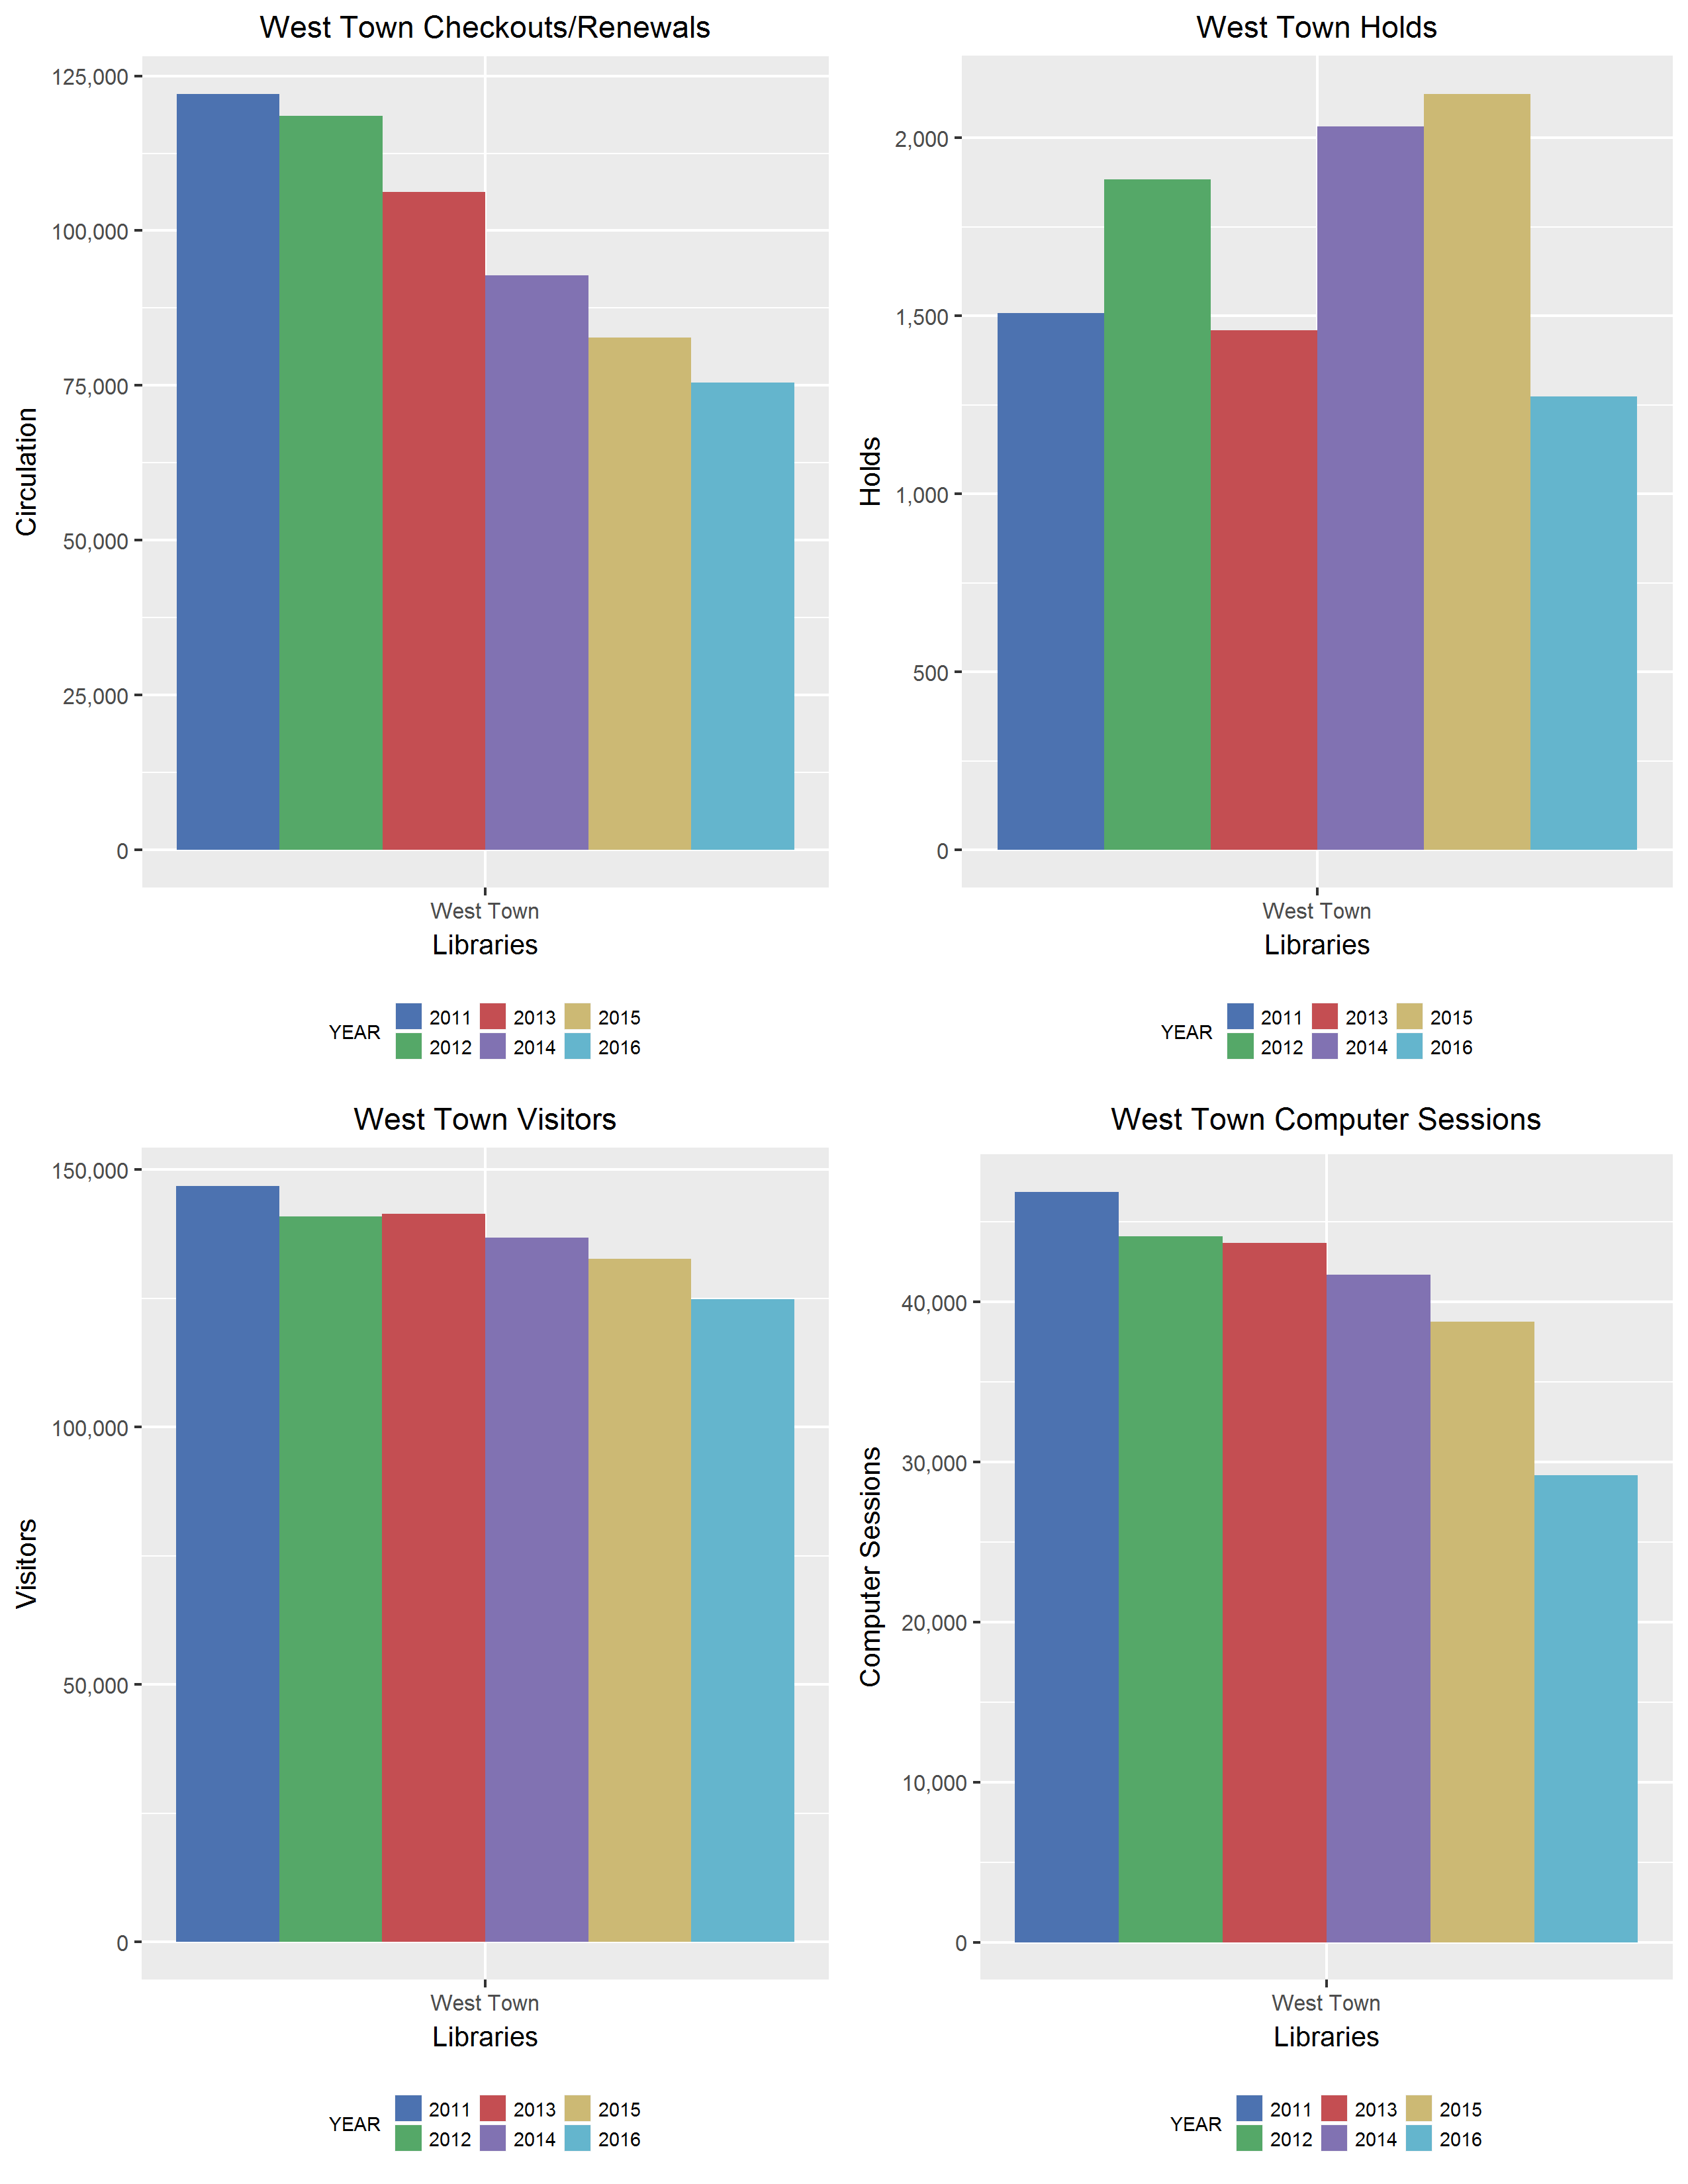 West Town Checkouts/Renewals
125,000
100,000
75,000
50,000
25,000
0
Circulation
West Town
Libraries
YEAR
2011 2013 2015
2012 2014 2016
West Town Holds
2,000
1,500
1,000
500
0
Holds
West Town
Libraries
YEAR
2011 2013 2015
2012 2014 2016
West Town Visitors
150,000
100,000
50,000
0
Visitors
West Town
Libraries
YEAR
2011 2013 2015
2012 2014 2016
West Town Computer Sessions
40,000
30,000
20,000
10,000
0
Computer Sessions
West Town
Libraries
YEAR
2011 2013 2015
2012 2014 2016